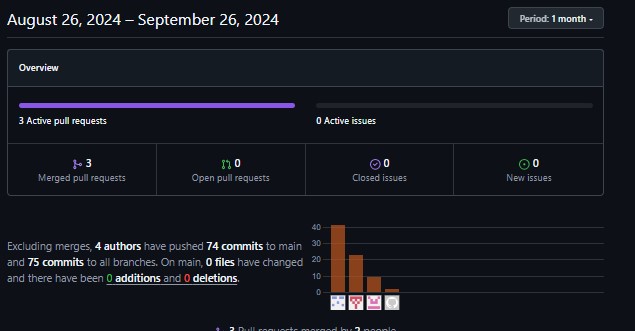 August 26, 2024 – September 26, 2024
Period: 1 month
Overview
3 Active pull requests
0 Active issues
3
Merged pull requests
0
Open pull requests
0
Closed issues
0
New issues
Excluding merges, 4 authors have pushed 74 commits to main
and 75 commits to all branches. On main, 0 files have changed
and there have been 0 additions and 0 deletions.
40
30
20
10
0
3 Pull requests merged by 2 people